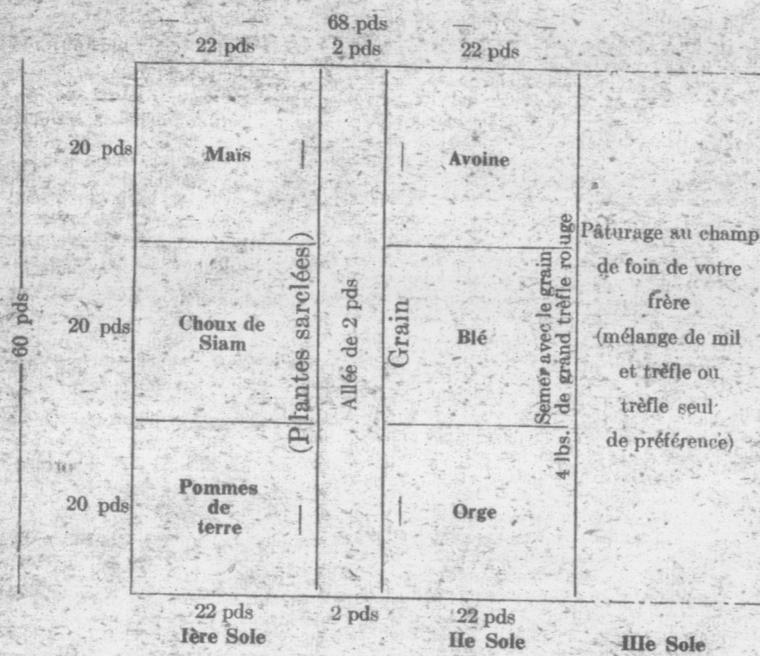 68 pds
22 pds 2 pds 22 pds
20 pds Maïs Avoine
60 pds
20 pds Choux de Siam
(Plantes sarclées)
Allée de 2 pds
Grain
Blé
Semer avec le grain
4 lbs. de grand trèfle rouge
Pâturage au champ
de foin de votre
frère
(mélange de mil
et trèfle ou
trèfle seul
de préférence)
20 pds Pommes
de
terre
Orge
22 pds 2 pds 22 pds
Ière Sole IIe Sole IIIe Sole